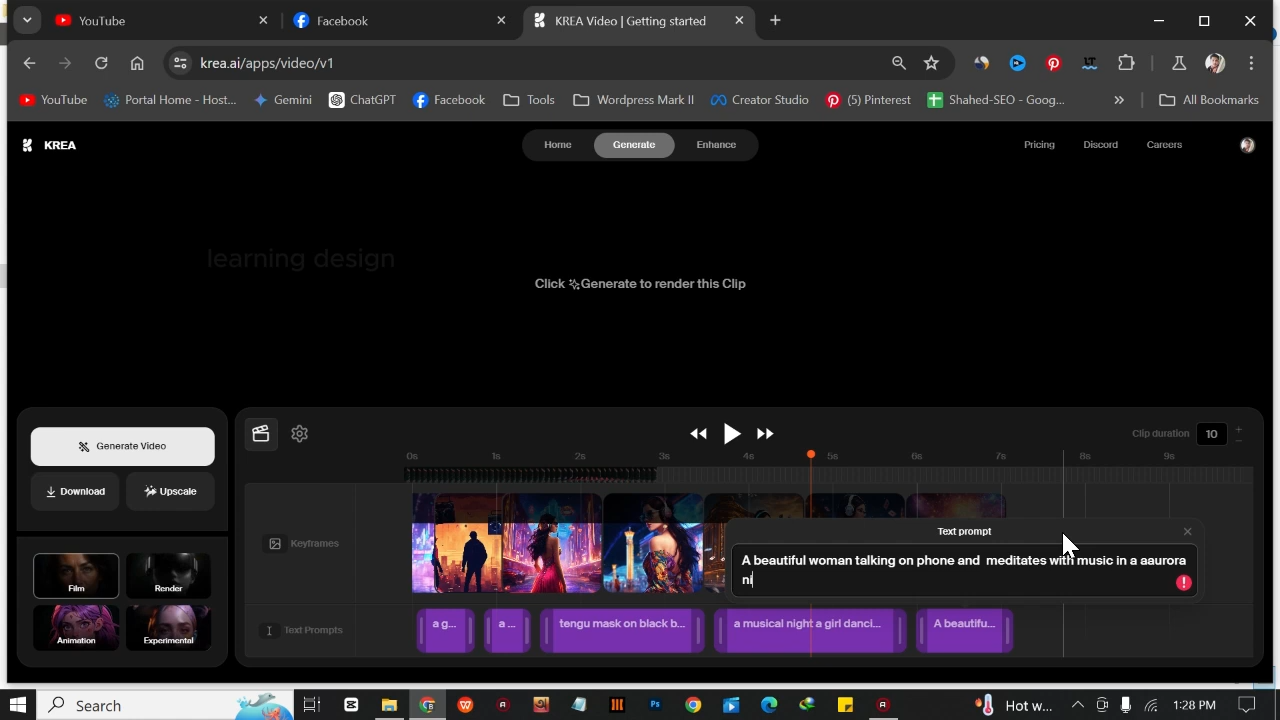 YouTube
Facebook
KREA Video | Getting started
krea.ai/apps/video/v1
YouTube
Portal Home - Host...
Gemini
ChatGPT
Facebook
Tools
Wordpress Mark II
Creator Studio
(5) Pinterest
Shahed-SEO - Goog...
»
All Bookmarks
KREA
Home
Generate
Enhance
Pricing
Discord
Careers
learning design
Click Generate to render this Clip
Generate Video
Download
Upscale
Film
Render
Animation
Experimental
Clip duration
10
0s 1s 2s 3s 4s 5s 6s 7s 8s 9s
Keyframes
Text prompt
A beautiful woman talking on phone and  meditates with music in a aaurora
ni
!
Text Prompts
a g...
a ...
tengu mask on black b...
a musical night a girl danci...
A beautifu...
Search
Hot w...
1:28 PM